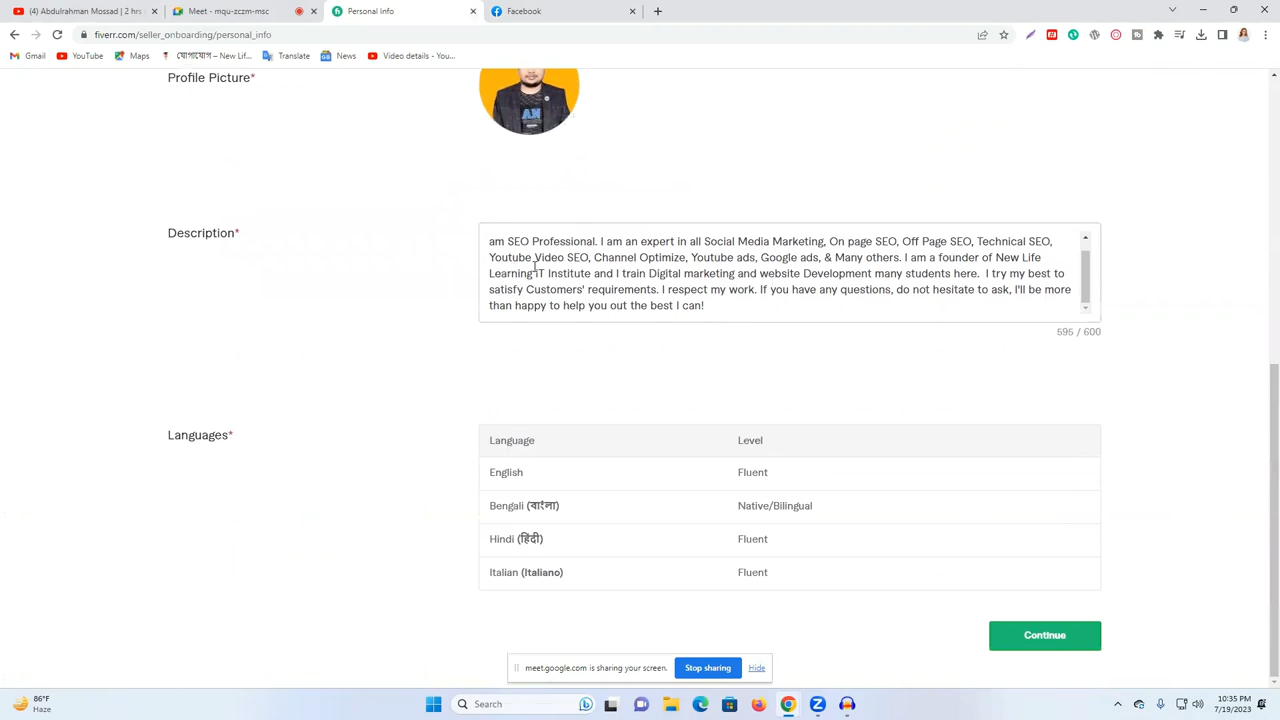 (4) Abdulrahman Mossad | 2 hours
Meet - mqu-zczm-msc
Personal Info
Facebook
fiverr.com/seller_onboarding/personal_info
Gmail
YouTube
Maps
যোগাযোগ – New Lif...
Translate
News
Video details - You...
Profile Picture*
Description*
am SEO Professional. I am an expert in all Social Media Marketing, On page SEO, Off Page SEO, Technical SEO,
Youtube Video SEO, Channel Optimize, Youtube ads, Google ads, & Many others. I am a founder of New Life
Learning IT Institute and I train Digital marketing and website Development many students here. I try my best to
satisfy Customers' requirements. I respect my work. If you have any questions, do not hesitate to ask, I'll be more
than happy to help you out the best I can!
595 / 600
Languages*
Language Level
English Fluent
Bengali (বাংলা) Native/Bilingual
Hindi (हिंदी) Fluent
Italian (Italiano) Fluent
Continue
meet.google.com is sharing your screen.
Stop sharing
Hide
86°F
Haze
Search
10:35 PM
7/19/2023